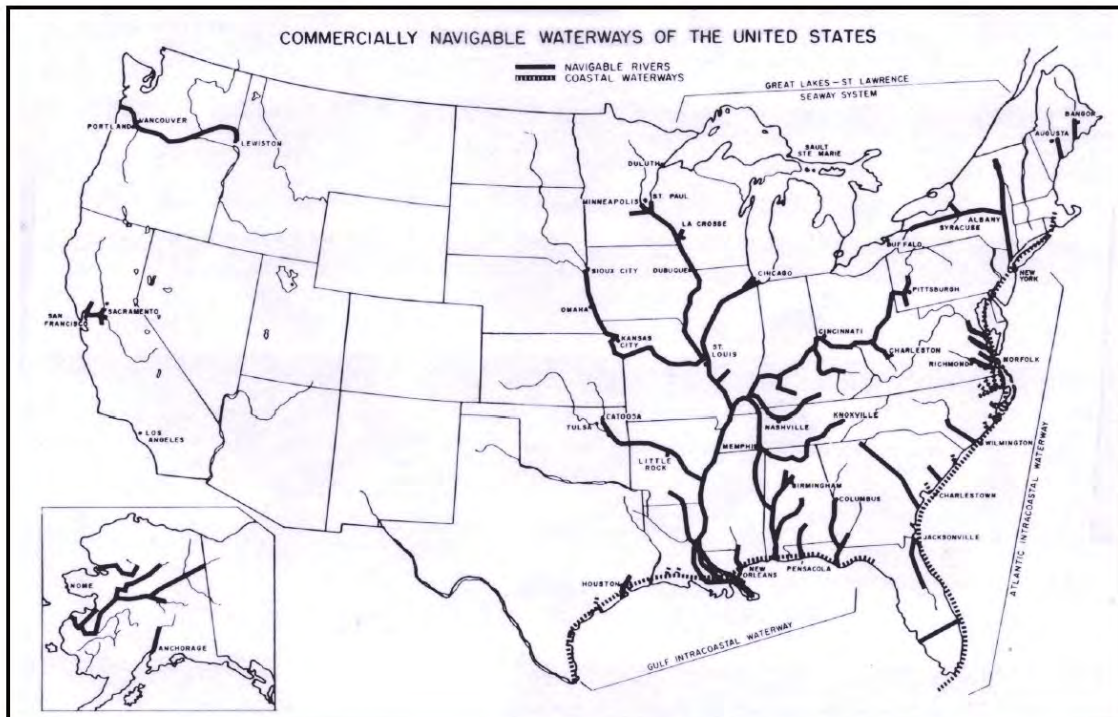 COMMERCIALLY NAVIGABLE WATERWAYS OF THE UNITED STATES
NAVIGABLE RIVERS
COASTAL WATERWAYS
GREAT LAKES – ST LAWRENCE
SEAWAY SYSTEM
VANCOUVER
PORTLAND
LEWISTON
BANGOR
AUGUSTA
SAULT
STE MARIE
DULUTH
MINNEAPOLIS
ST. PAUL
LA CROSSE
ALBANY
SYRACUSE
BUFFALO
SIOUX CITY
DUBUQUE
CHICAGO
NEW
YORK
PITTSBURGH
OMAHA
SAN
FRANCISCO
SACRAMENTO
KANSAS
CITY
ST.
LOUIS
CINCINNATI
CHARLESTON
RICHMOND
NORFOLK
CATOOSA
TULSA
NASHVILLE
KNOXVILLE
LOS
ANGELES
MEMPHIS
WILMINGTON
LITTLE
ROCK
BIRMINGHAM
COLUMBUS
CHARLESTOWN
JACKSONVILLE
ATLANTIC INTRACOASTAL WATERWAY
HOUSTON
NEW
ORLEANS
PENSACOLA
GULF INTRACOASTAL WATERWAY
NOME
ANCHORAGE